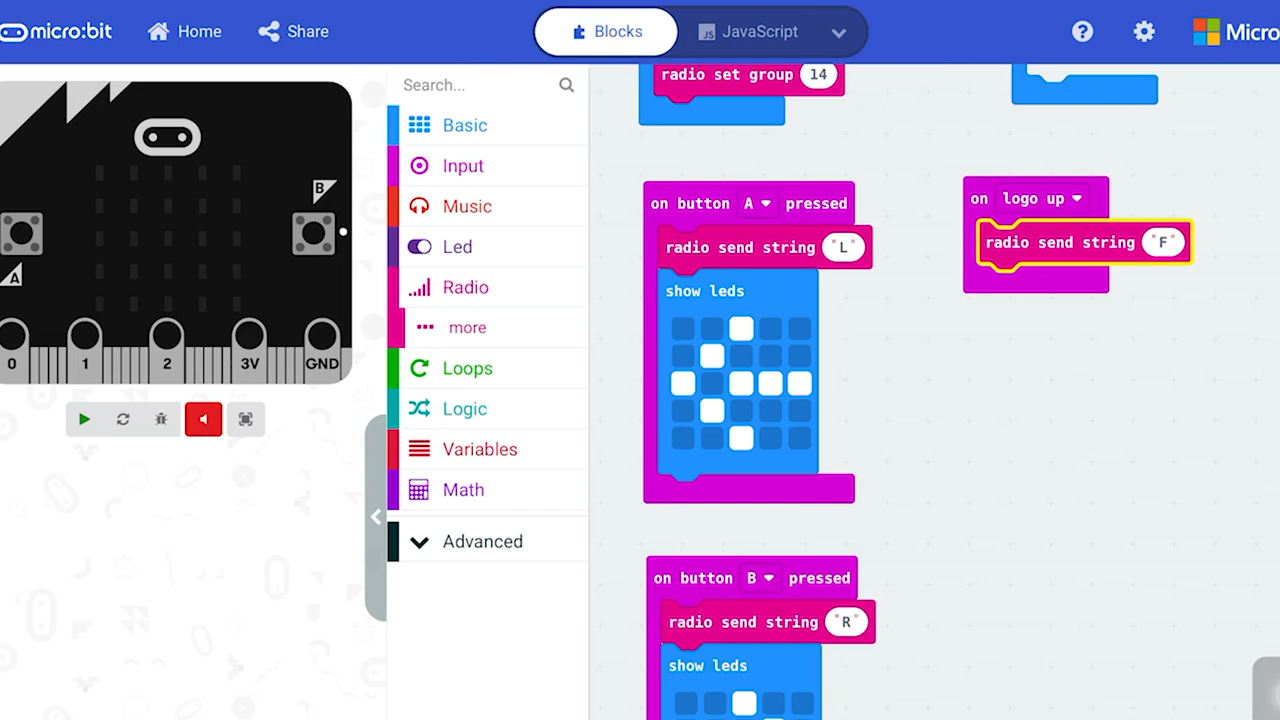 micro:bit
Home
Share
Blocks
JavaScript
?
Micro
B
A
0 1 2 3V GND
Search...
Basic
Input
Music
Led
Radio
more
Loops
Logic
Variables
Math
Advanced
radio set group 14
on button A pressed
radio send string "L"
show leds
on logo up
radio send string "F"
on button B pressed
radio send string "R"
show leds